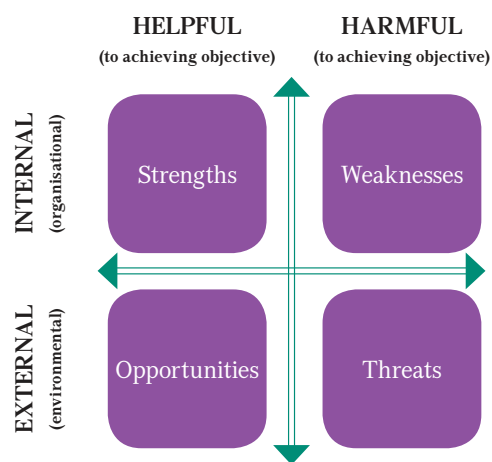 HELPFUL
(to achieving objective)
HARMFUL
(to achieving objective)
INTERNAL
(organisational)
Strengths
Weaknesses
EXTERNAL
(environmental)
Opportunities
Threats